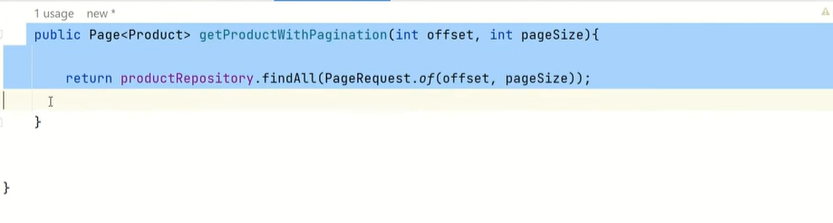 1 usage new *
public Page<Product> getProductWithPagination(int offset, int pageSize){
return productRepository.findAll(PageRequest.of(offset, pageSize));
}
}